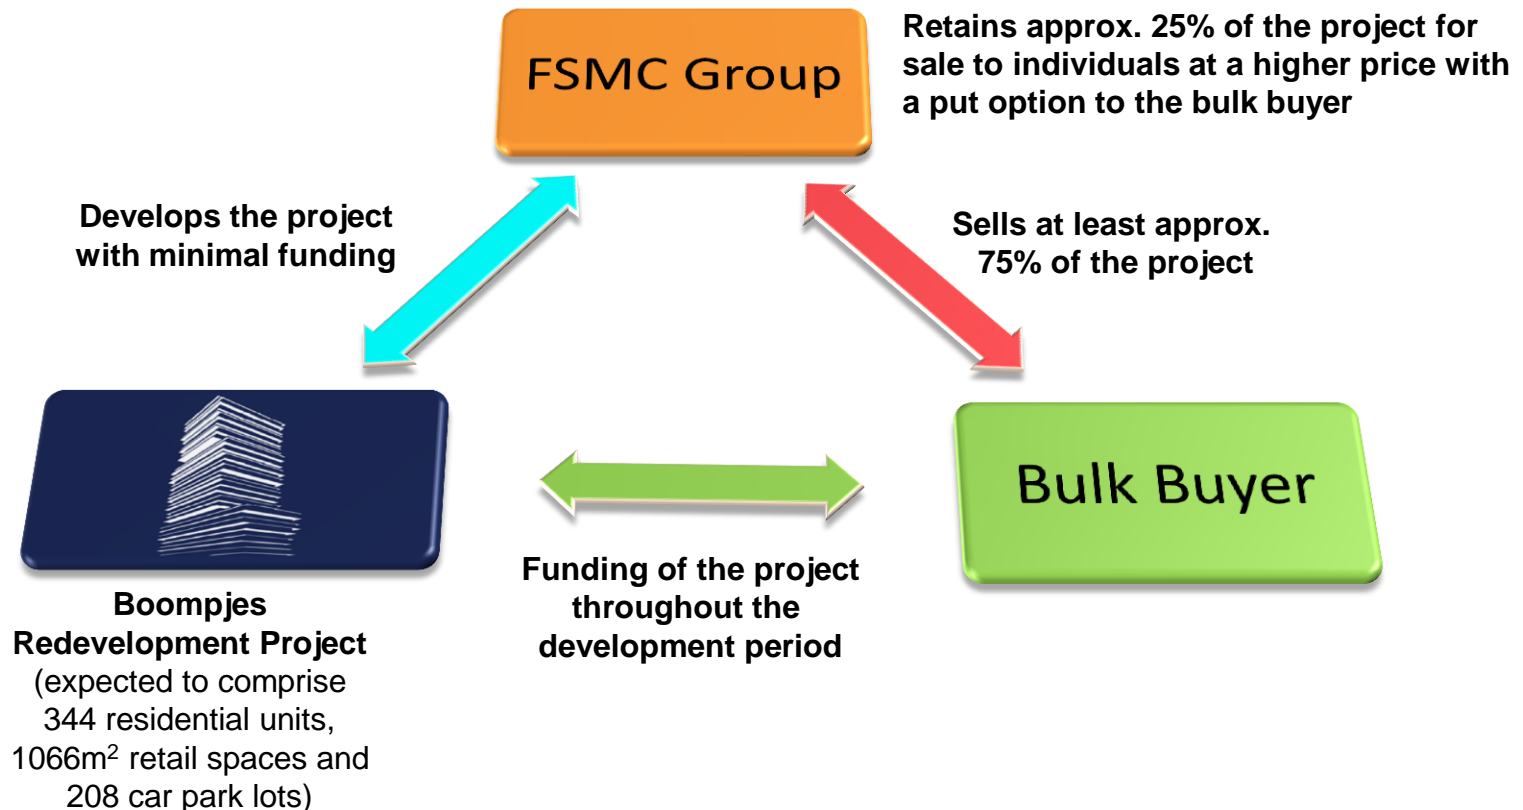 FSMC Group
Retains approx. 25% of the project for
sale to individuals at a higher price with
a put option to the bulk buyer
Develops the project
with minimal funding
Sells at least approx.
75% of the project
Bulk Buyer
Funding of the project
throughout the
development period
Boompjes
Redevelopment Project
(expected to comprise
344 residential units,
1066m² retail spaces and
208 car park lots)